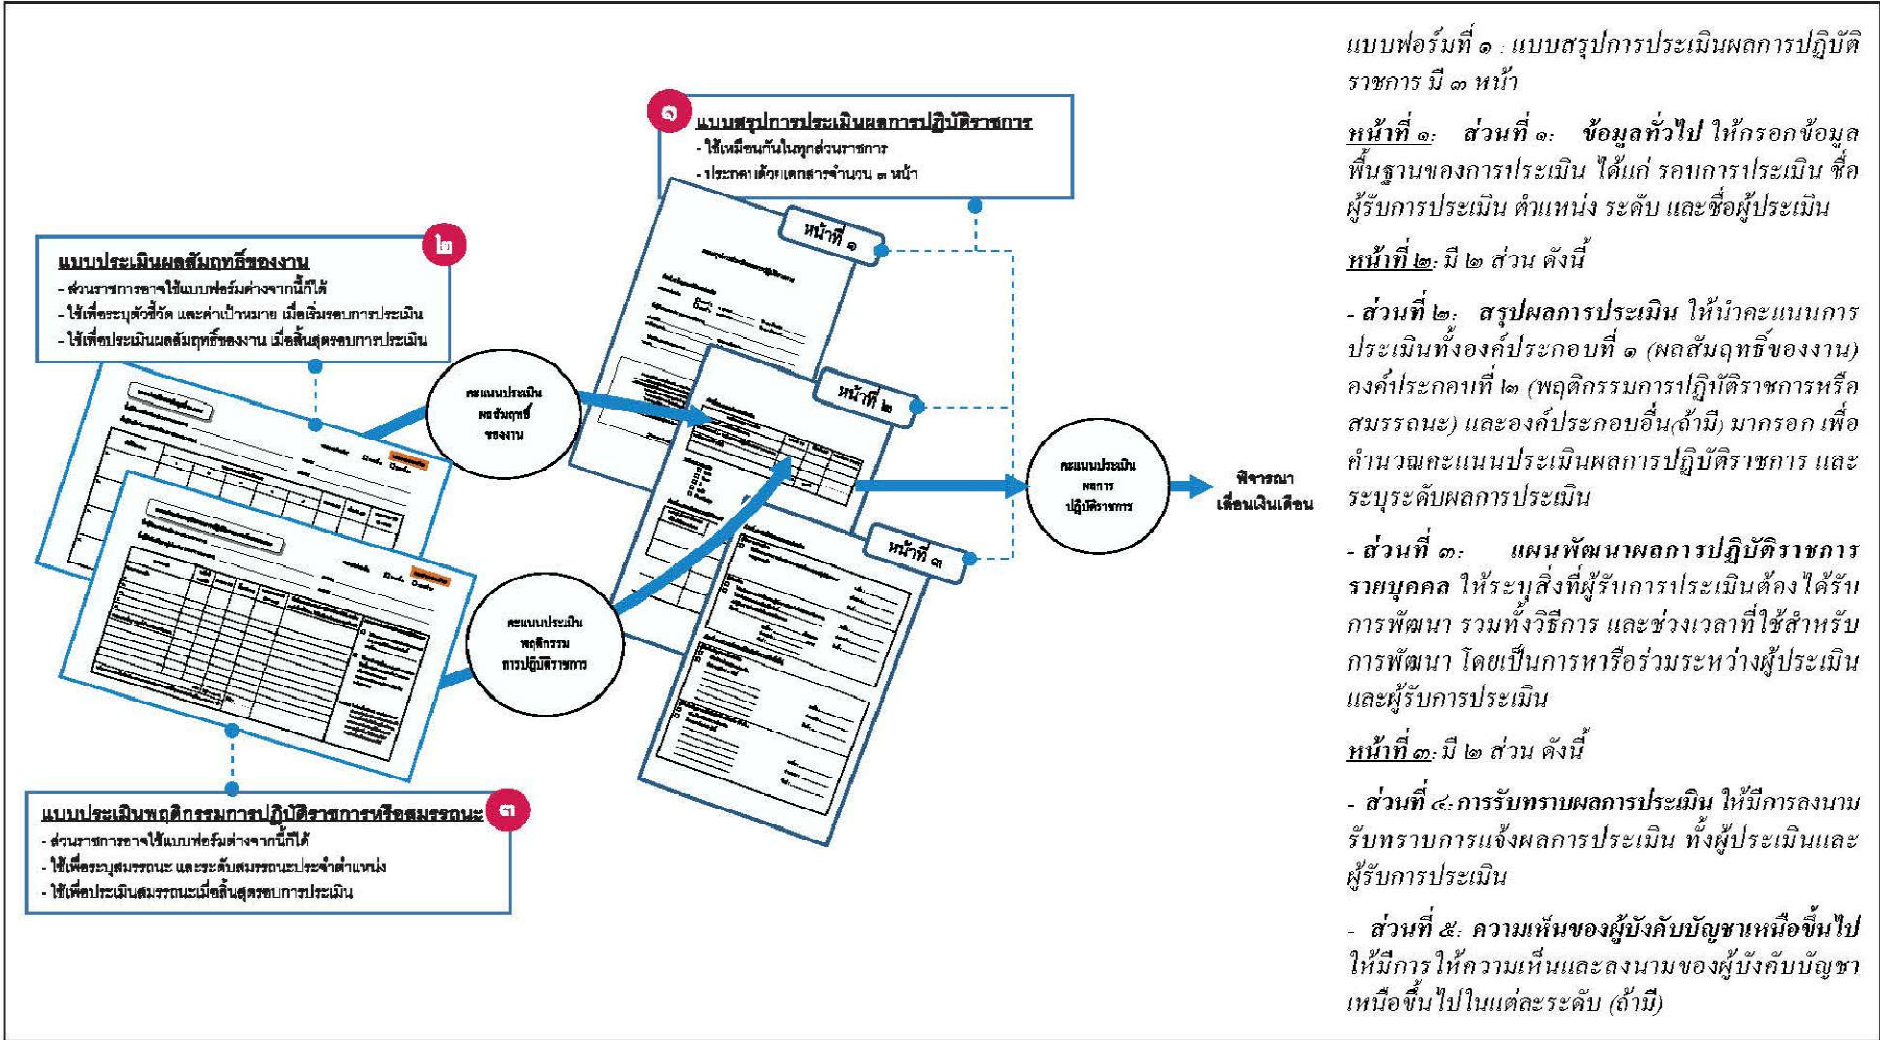 ๑
แบบสรุปการประเมินผลการปฏิบัติราชการ
- ใช้เหมือนกันในทุกส่วนราชการ
- ประกอบด้วยเอกสารจำนวน ๓ หน้า
หน้าที่ ๑
หน้าที่ ๒
หน้าที่ ๓
๒
แบบประเมินผลสัมฤทธิ์ของงาน
- ส่วนราชการอาจใช้แบบฟอร์มต่างจากนี้ก็ได้
- ใช้เพื่อระบุตัวชี้วัด และค่าเป้าหมาย เมื่อเริ่มรอบการประเมิน
- ใช้เพื่อประเมินผลสัมฤทธิ์ของงาน เมื่อสิ้นสุดรอบการประเมิน
คะแนนประเมิน
ผลสัมฤทธิ์
ของงาน
คะแนนประเมิน
พฤติกรรม
การปฏิบัติราชการ
คะแนนประเมิน
ผลการ
ปฏิบัติราชการ
พิจารณา
เลื่อนเงินเดือน
๓
แบบประเมินพฤติกรรมการปฏิบัติราชการหรือสมรรถนะ
- ส่วนราชการอาจใช้แบบฟอร์มต่างจากนี้ก็ได้
- ใช้เพื่อระบุสมรรถนะ และระดับสมรรถนะประจำตำแหน่ง
- ใช้เพื่อประเมินสมรรถนะเมื่อสิ้นสุดรอบการประเมิน
แบบฟอร์มที่ ๑ : แบบสรุปการประเมินผลการปฏิบัติ
ราชการ มี ๓ หน้า
หน้าที่ ๑: ส่วนที่ ๑: ข้อมูลทั่วไป ให้กรอกข้อมูล
พื้นฐานของการประเมิน ได้แก่ รอบการประเมิน ชื่อ
ผู้รับการประเมิน ตำแหน่ง ระดับ และชื่อผู้ประเมิน
หน้าที่ ๒: มี ๒ ส่วน ดังนี้
- ส่วนที่ ๒: สรุปผลการประเมิน ให้นำคะแนนการ
ประเมินทั้งองค์ประกอบที่ ๑ (ผลสัมฤทธิ์ของงาน)
องค์ประกอบที่ ๒ (พฤติกรรมการปฏิบัติราชการหรือ
สมรรถนะ) และองค์ประกอบอื่น(ถ้ามี) มากรอก เพื่อ
คำนวณคะแนนประเมินผลการปฏิบัติราชการ และ
ระบุระดับผลการประเมิน
- ส่วนที่ ๓: แผนพัฒนาผลการปฏิบัติราชการ
รายบุคคล ให้ระบุสิ่งที่ผู้รับการประเมินต้องได้รับ
การพัฒนา รวมทั้งวิธีการ และช่วงเวลาที่ใช้สำหรับ
การพัฒนา โดยเป็นการหารือร่วมระหว่างผู้ประเมิน
และผู้รับการประเมิน
หน้าที่ ๓: มี ๒ ส่วน ดังนี้
- ส่วนที่ ๔: การรับทราบผลการประเมิน ให้มีการลงนาม
รับทราบการแจ้งผลการประเมิน ทั้งผู้ประเมินและ
ผู้รับการประเมิน
- ส่วนที่ ๕: ความเห็นของผู้บังคับบัญชาเหนือขึ้นไป
ให้มีการให้ความเห็นและลงนามของผู้บังคับบัญชา
เหนือขึ้นไปในแต่ละระดับ (ถ้ามี)